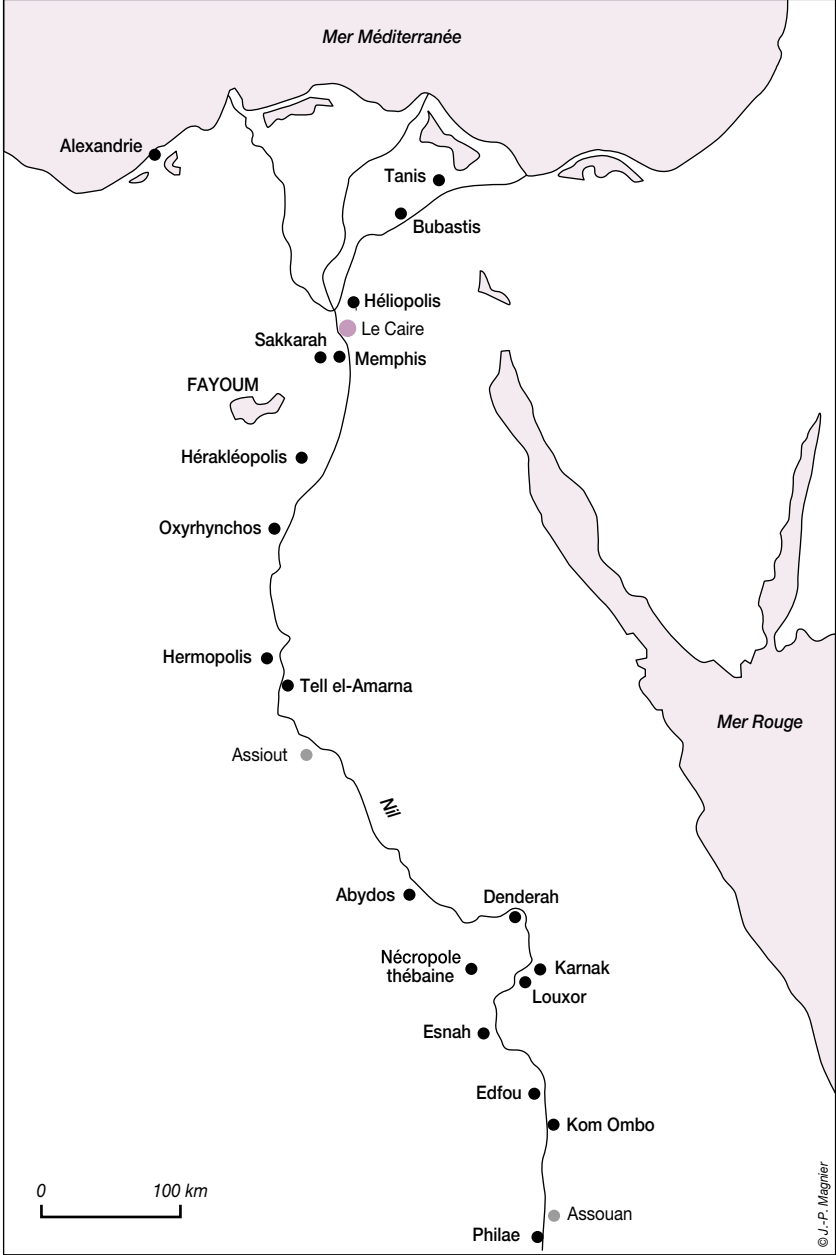 Mer Méditerranée
Alexandrie
Tanis
Bubastis
Héliopolis
Le Caire
Sakkarah
Memphis
FAYOUM
Hérakléopolis
Oxyrhynchos
Hermopolis
Tell el-Amarna
Mer Rouge
Assiout
Nil
Abydos
Denderah
Nécropole
thébaine
Karnak
Louxor
Esnah
Edfou
Kom Ombo
0 100 km
Assouan
Philae
© J.-P. Magnier